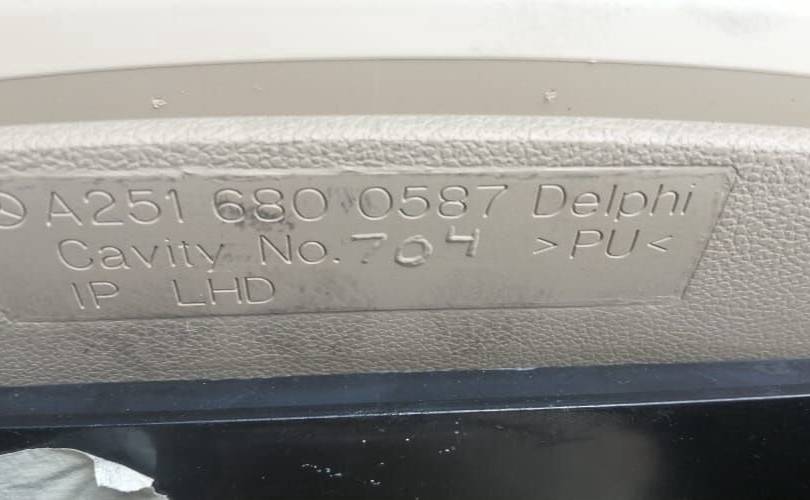 A251 680 0587 Delphi
Cavity No. 704 >PU<
IP LHD